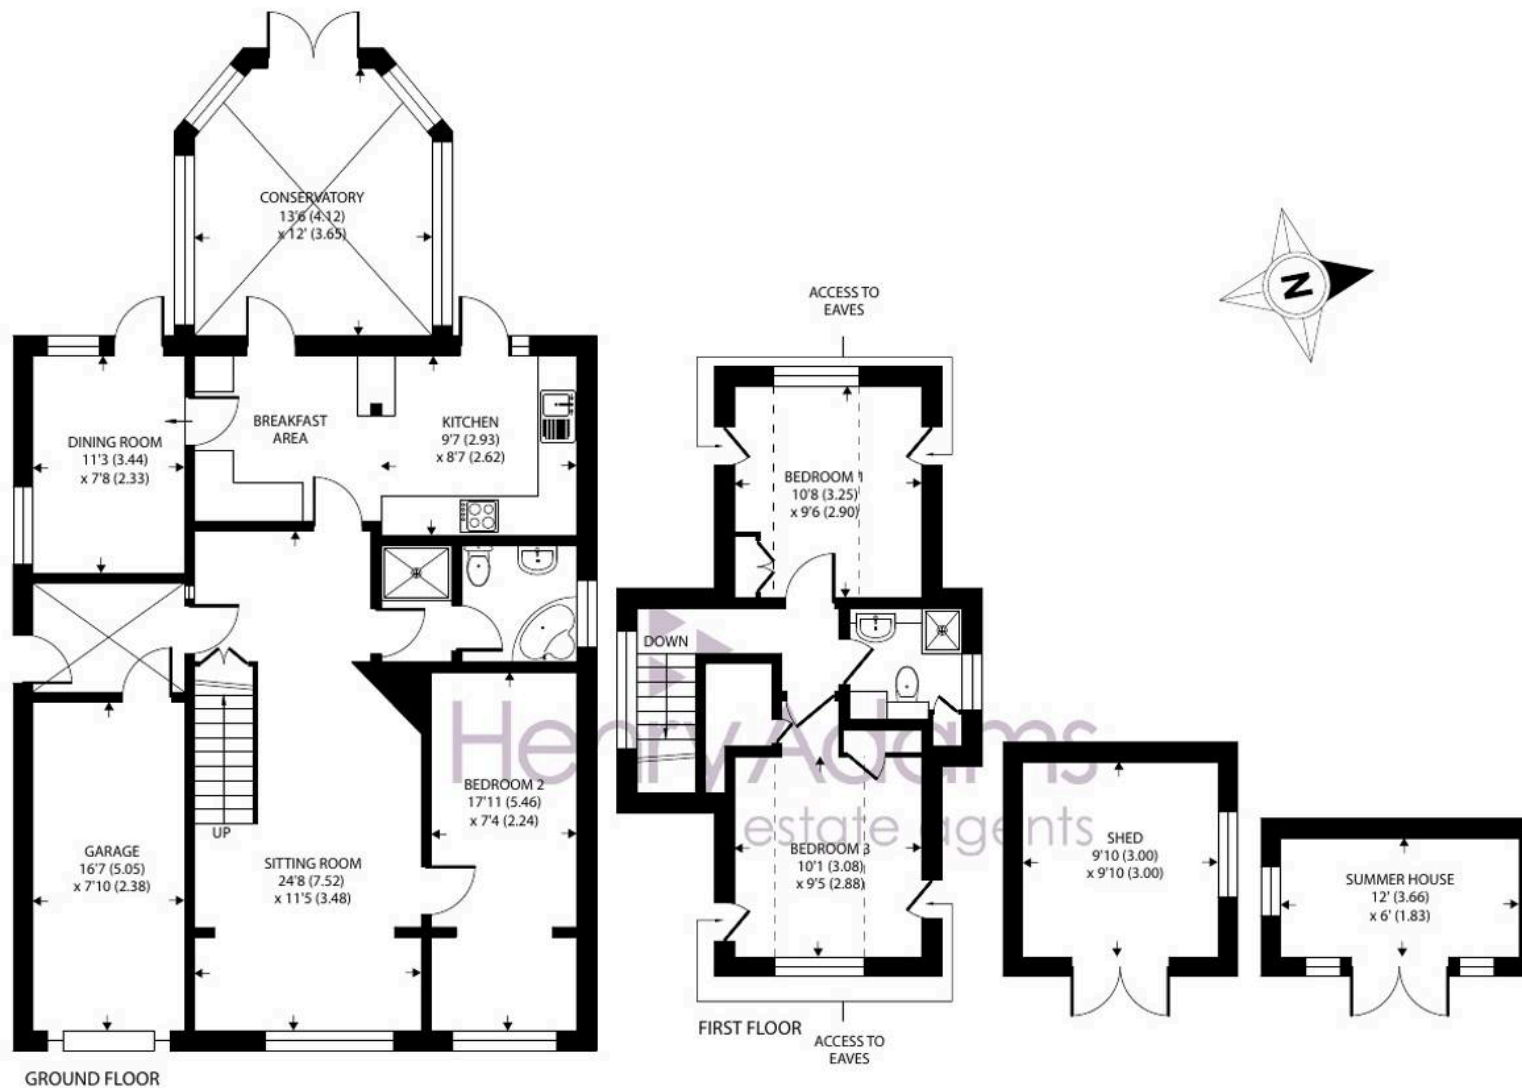 CONSERVATORY
13'6 (4.12)
x 12' (3.65)
DINING ROOM
11'3 (3.44)
x 7'8 (2.33)
BREAKFAST
AREA
KITCHEN
9'7 (2.93)
x 8'7 (2.62)
UP
GARAGE
16'7 (5.05)
x 7'10 (2.38)
SITTING ROOM
24'8 (7.52)
x 11'5 (3.48)
BEDROOM 2
17'11 (5.46)
x 7'4 (2.24)
GROUND FLOOR
ACCESS TO
EAVES
BEDROOM 1
10'8 (3.25)
x 9'6 (2.90)
DOWN
Henry Adams
estate agents
BEDROOM 3
10'1 (3.08)
x 9'5 (2.88)
FIRST FLOOR
ACCESS TO
EAVES
N
SHED
9'10 (3.00)
x 9'10 (3.00)
SUMMER HOUSE
12' (3.66)
x 6' (1.83)